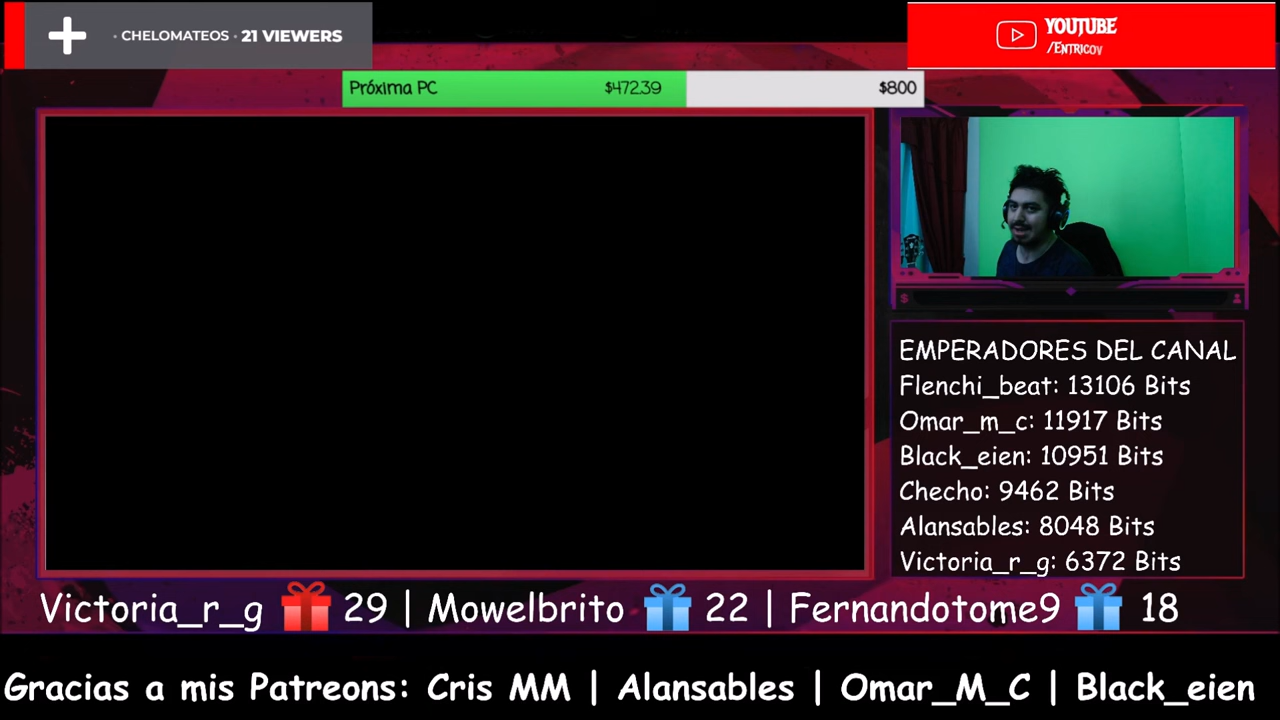 · CHELOMATEOS · 21 VIEWERS
YOUTUBE
/ENTRICOV
Próxima PC $472.39 $800
EMPERADORES DEL CANAL
Flenchi_beat: 13106 Bits
Omar_m_c: 11917 Bits
Black_eien: 10951 Bits
Checho: 9462 Bits
Alansables: 8048 Bits
Victoria_r_g: 6372 Bits
Victoria_r_g 29 | Mowelbrito 22 | Fernandotome9 18
Gracias a mis Patreons: Cris MM | Alansables | Omar_M_C | Black_eien